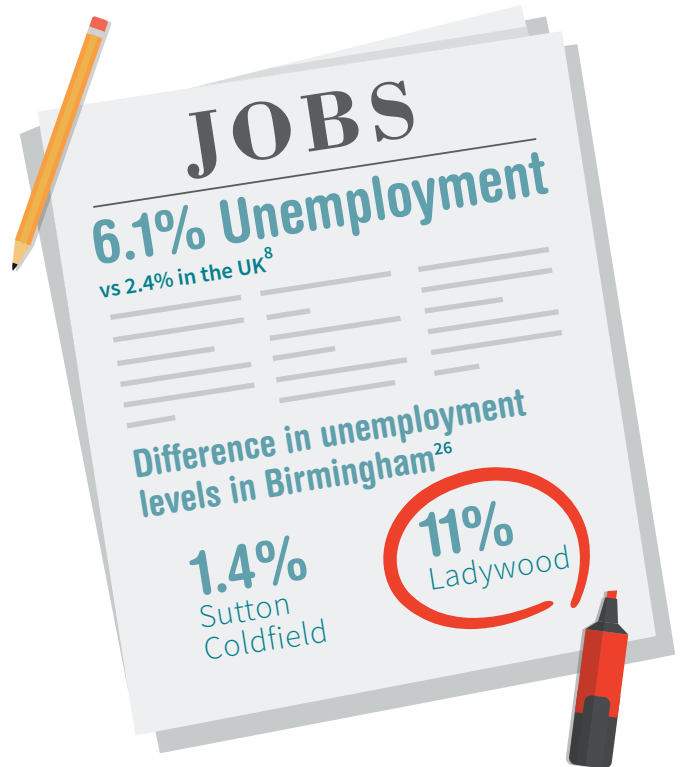 JOBS
6.1% Unemployment
vs 2.4% in the UK8
Difference in unemployment
levels in Birmingham26
1.4%
Sutton
Coldfield
11%
Ladywood